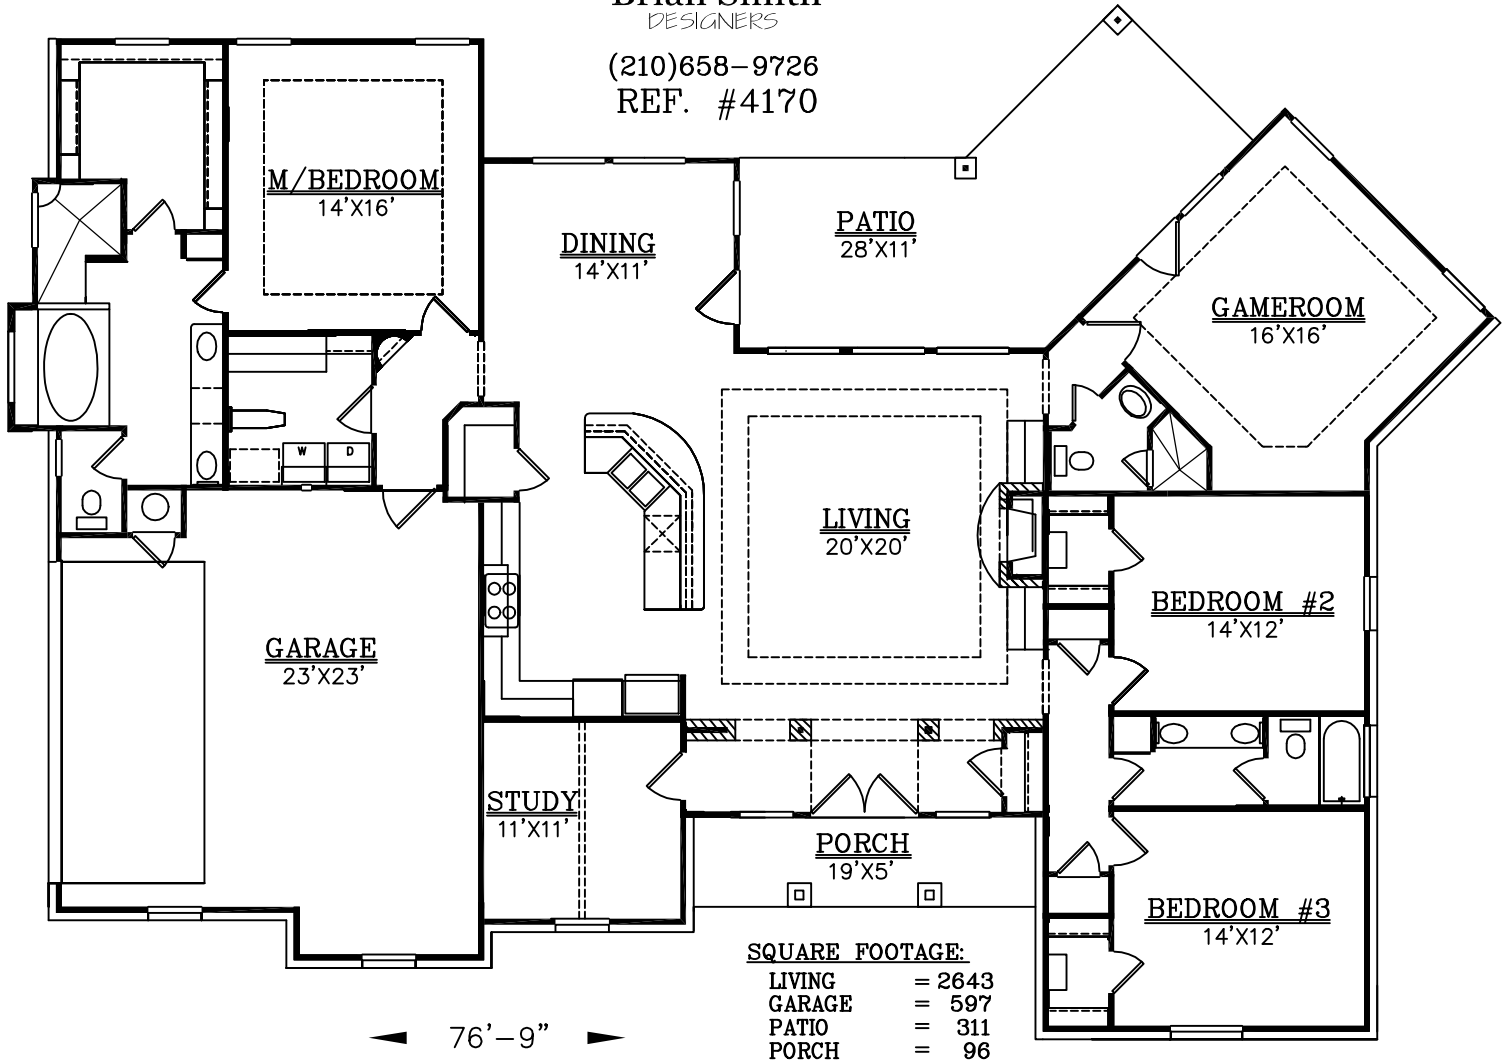 Brian Smith
DESIGNERS
(210)658-9726
REF. #4170
M/BEDROOM
14'X16'
DINING
14'X11'
PATIO
28'X11'
GAMEROOM
16'X16'
W
D
LIVING
20'X20'
BEDROOM #2
14'X12'
GARAGE
23'X23'
STUDY
11'X11'
PORCH
19'X5'
BEDROOM #3
14'X12'
SQUARE FOOTAGE:
LIVING = 2643
GARAGE = 597
PATIO = 311
PORCH = 96
76'-9"